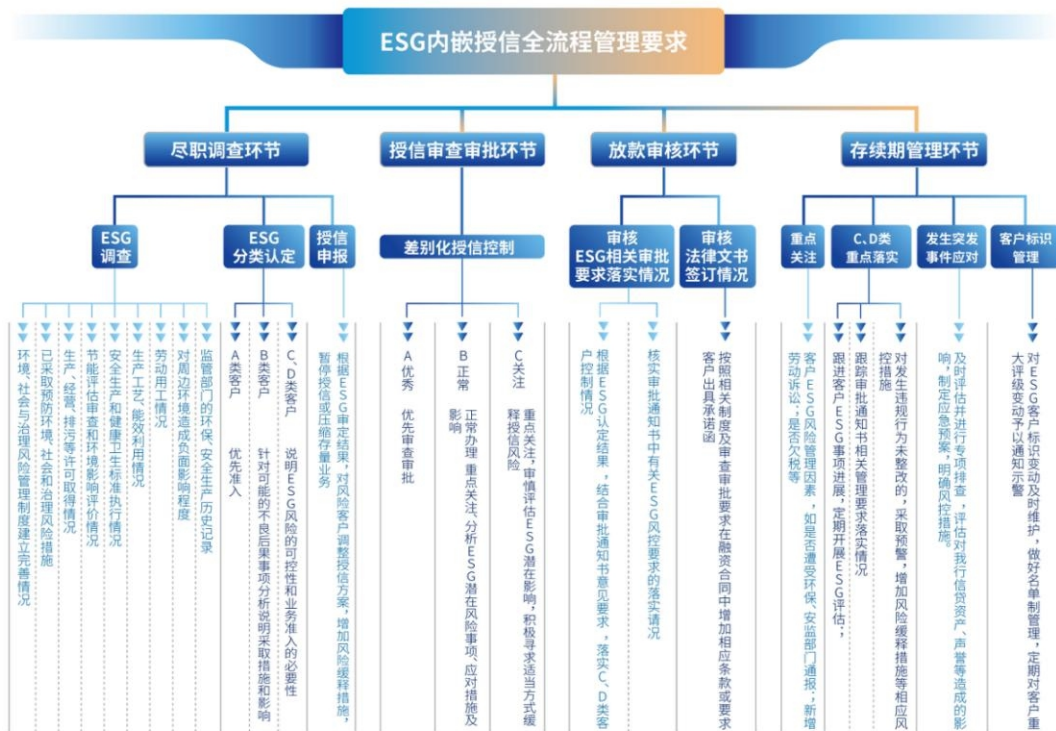 ESG内嵌授信全流程管理要求
尽职调查环节
授信审查审批环节
放款审核环节
存续期管理环节
ESG
调查
ESG
分类认定
授信
申报
差别化授信控制
审核
ESG相关审批
要求落实情况
审核
法律文书
签订情况
重点
关注
C、D类
重点落实
发生突发
事件应对
客户标识
管理
环境、社会与治理风险管理制度建立完善情况
已采取预防环境、社会和治理风险措施
生产、经营、排污等许可取得情况
节能评估审查和环境影响评价情况
安全生产和健康卫生标准执行情况
生产工艺、能效利用情况
劳动用工情况
对周边环境造成负面影响程度
监管部门的环保、安全生产历史记录
A类客户 优先准入
B类客户 针对可能的不良后果事项分析说明采取措施和影响
C、D类客户 说明ESG风险的可控性和业务准入的必要性
根据ESG审定结果，对风险客户调整授信方案，增加风险缓释措施，
暂停授信或压缩存量业务
A优秀 优先审查审批
B正常 正常办理 重点关注、分析ESG潜在风险事项、应对措施及
影响
C关注 重点关注，审慎评估ESG潜在影响，积极寻求适当方式缓
释授信风险
根据ESG认定结果，结合审批通知书意见要求，落实C、D类客
户控制情况
核实审批通知书中有关ESG风控要求的落实请况
按照相关制度及审查审批要求在融资合同中增加相应条款或要求
客户出具承诺函
客户ESG风险管理因素，如是否遭受环保、安监部门通报；新增
劳动诉讼；是否欠税等
跟进客户ESG事项进展，定期开展ESG评估；
跟踪审批通知书相关管理要求落实情况
对发生违规行为未整改的，采取预警，增加风险缓释措施等相应风
控措施
及时评估并进行专项排查，评估对我行信贷资产、声誉等造成的影
响，制定应急预案，明确风控措施。
对ESG客户标识变动及时维护，做好名单制管理，定期对客户重
大评级变动予以通知示警